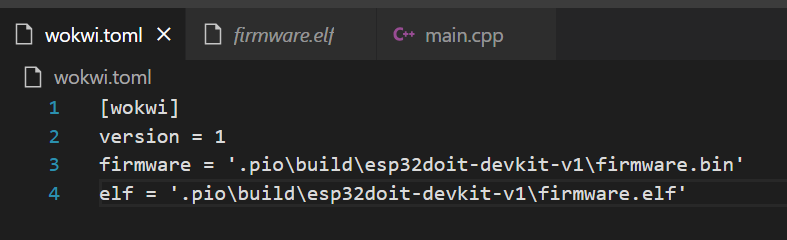 wokwi.toml firmware.elf C++ main.cpp
wokwi.toml
1 [wokwi]
2 version = 1
3 firmware = '.pio\build\esp32doit-devkit-v1\firmware.bin'
4 elf = '.pio\build\esp32doit-devkit-v1\firmware.elf'